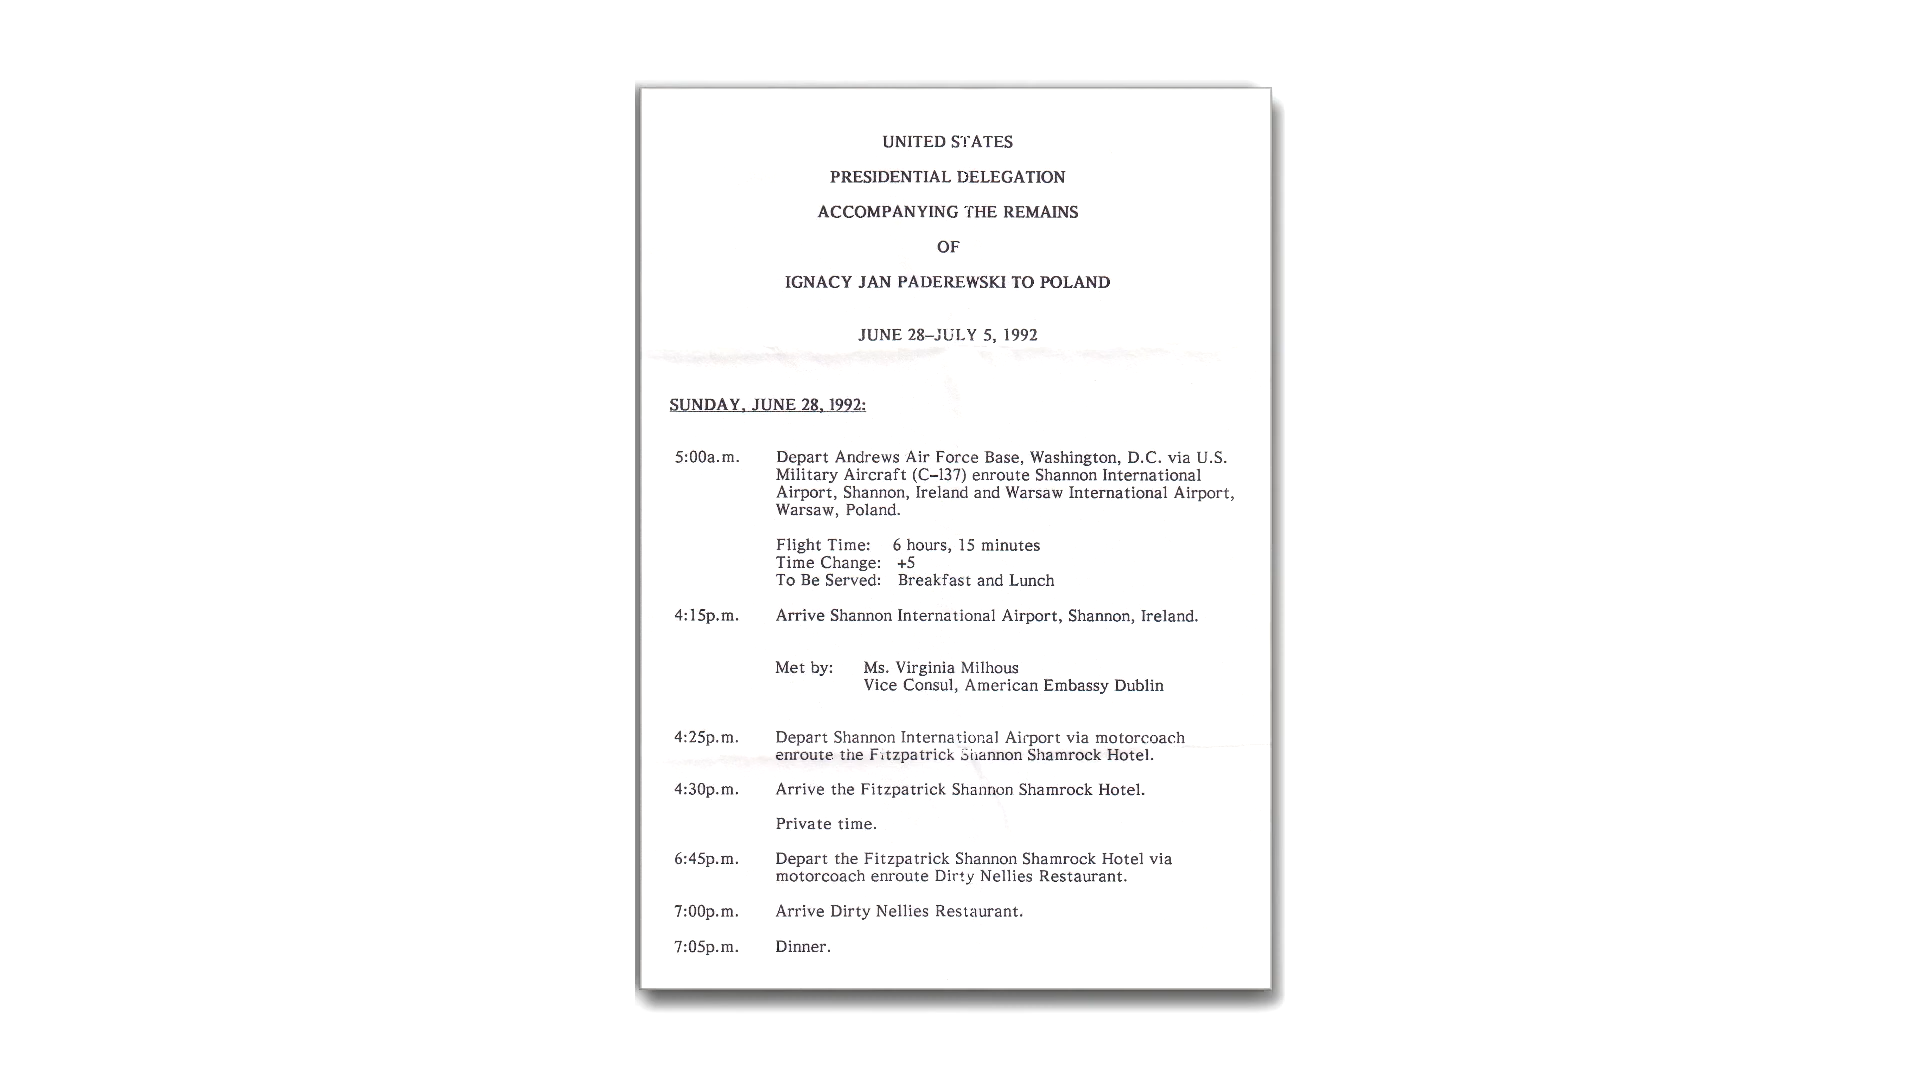 UNITED STATES
PRESIDENTIAL DELEGATION
ACCOMPANYING THE REMAINS
OF
IGNACY JAN PADEREWSKI TO POLAND
JUNE 28–JULY 5, 1992
SUNDAY, JUNE 28, 1992:
5:00a.m. Depart Andrews Air Force Base, Washington, D.C. via U.S.
Military Aircraft (C-137) enroute Shannon International
Airport, Shannon, Ireland and Warsaw International Airport,
Warsaw, Poland.
Flight Time: 6 hours, 15 minutes
Time Change: +5
To Be Served: Breakfast and Lunch
4:15p.m. Arrive Shannon International Airport, Shannon, Ireland.
Met by: Ms. Virginia Milhous
Vice Consul, American Embassy Dublin
4:25p.m. Depart Shannon International Airport via motorcoach
enroute the Fitzpatrick Shannon Shamrock Hotel.
4:30p.m. Arrive the Fitzpatrick Shannon Shamrock Hotel.
Private time.
6:45p.m. Depart the Fitzpatrick Shannon Shamrock Hotel via
motorcoach enroute Dirty Nellies Restaurant.
7:00p.m. Arrive Dirty Nellies Restaurant.
7:05p.m. Dinner.